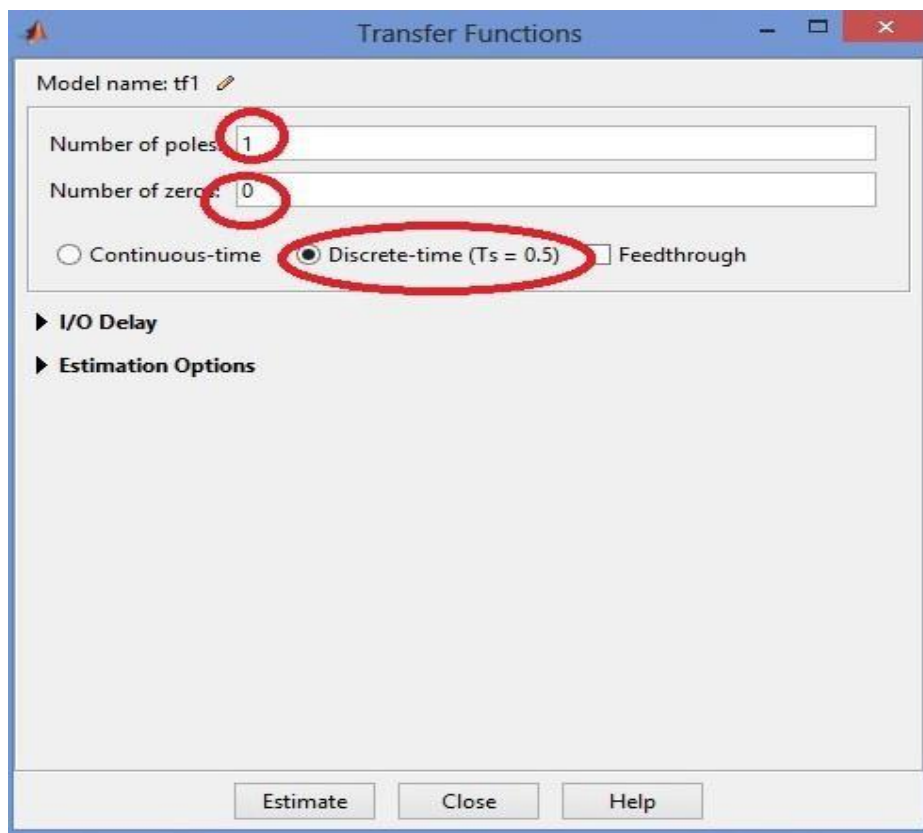 Transfer Functions
Model name: tf1
Number of poles: 1
Number of zeros: 0
Continuous-time Discrete-time (Ts = 0.5) Feedthrough
I/O Delay
Estimation Options
Estimate Close Help